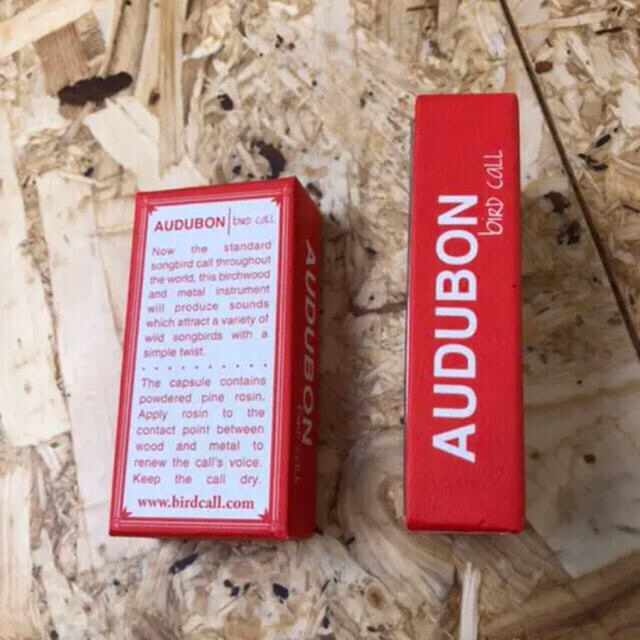 AUDUBON | bIRD CALL
Now the standard
songbird call throughout
the world, this birchwood
and metal instrument
will produce sounds
which attract a variety of
wild songbirds with a
simple twist.
The capsule contains
powdered pine rosin.
Apply rosin to the
contact point between
wood and metal to
renew the call's voice.
Keep the call dry.
www.birdcall.com
AUDUBON
bIRD CALL
AUDUBON
bIRD CALL